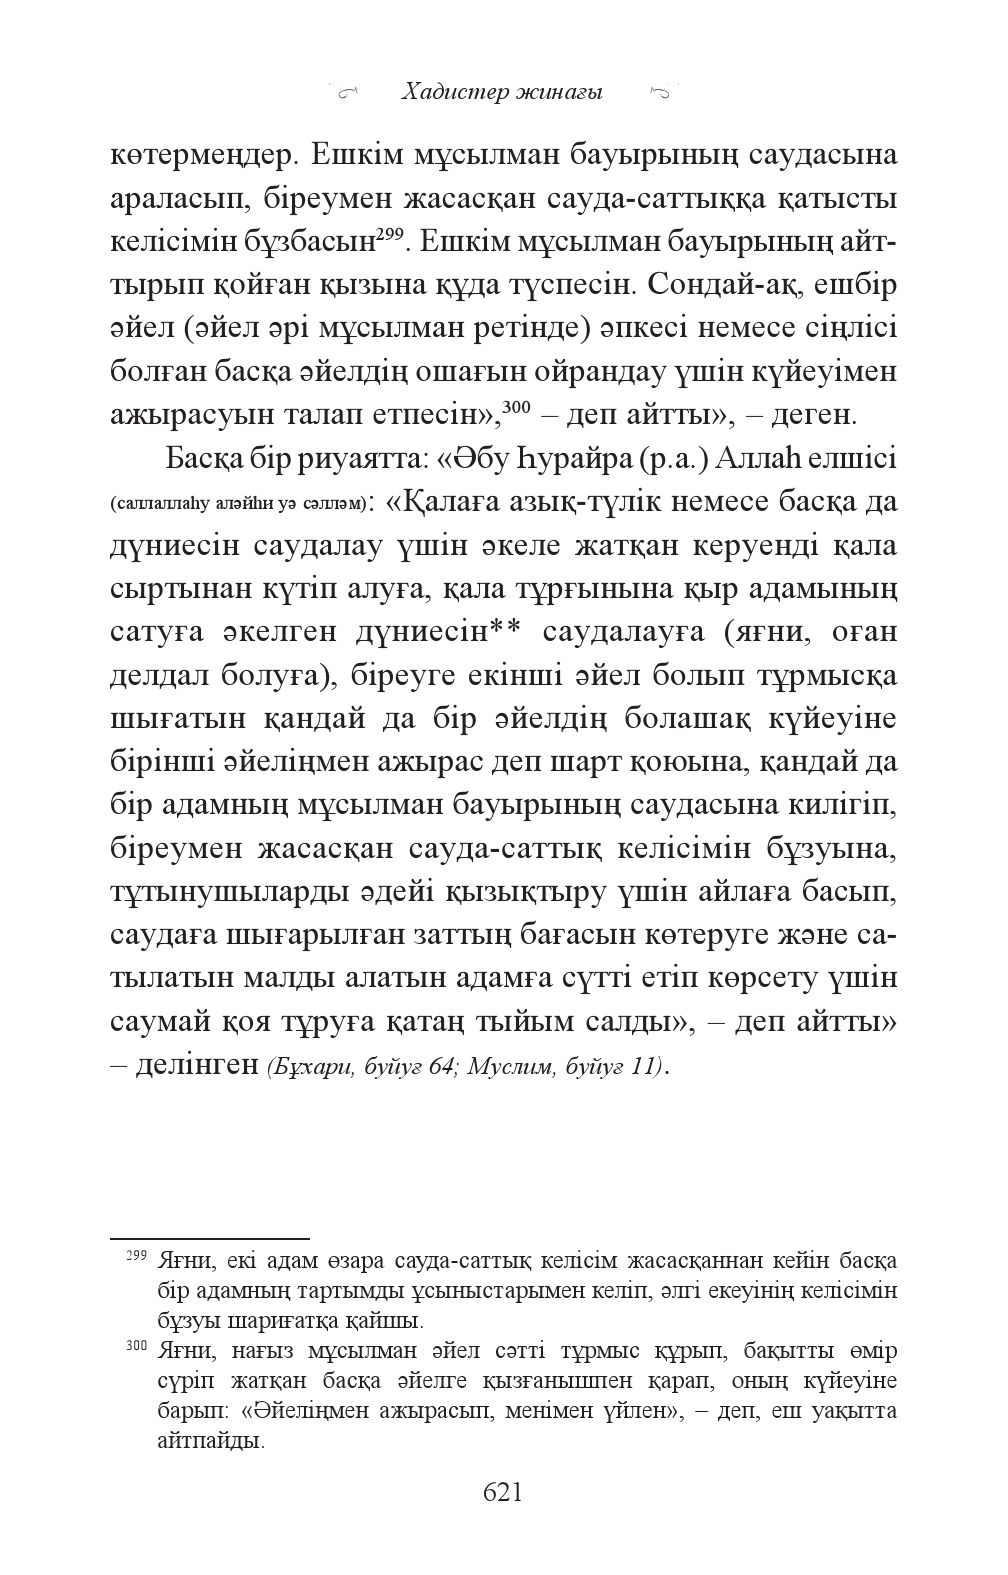 Хадистер жинағы
көтермеңдер. Ешкім мұсылман бауырының саудасына
араласып, біреумен жасасқан сауда-саттыққа қатысты
келісімін бұзбасын²⁹⁹. Ешкім мұсылман бауырының айт-
тырып қойған қызына құда түспесін. Сондай-ақ, ешбір
әйел (әйел әрі мұсылман ретінде) әпкесі немесе сіңлісі
болған басқа әйелдің ошағын ойрандау үшін күйеуімен
ажырасуын талап етпесін»,³⁰⁰ – деп айтты», – деген.
Басқа бір риуаятта: «Әбу Һурайра (р.а.) Аллаһ елшісі
(саллаллаһу аләйһи уә сәлләм): «Қалаға азық-түлік немесе басқа да
дүниесін саудалау үшін әкеле жатқан керуенді қала
сыртынан күтіп алуға, қала тұрғынына қыр адамының
сатуға әкелген дүниесін** саудалауға (яғни, оған
делдал болуға), біреуге екінші әйел болып тұрмысқа
шығатын қандай да бір әйелдің болашақ күйеуіне
бірінші әйеліңмен ажырас деп шарт қоюына, қандай да
бір адамның мұсылман бауырының саудасына килігіп,
біреумен жасасқан сауда-саттық келісімін бұзуына,
тұтынушыларды әдейі қызықтыру үшін айлаға басып,
саудаға шығарылған заттың бағасын көтеруге және са-
тылатын малды алатын адамға сүтті етіп көрсету үшін
саумай қоя тұруға қатаң тыйым салды», – деп айтты»
– делінген (Бұхари, буйуғ 64; Муслим, буйуғ 11).
²⁹⁹ Яғни, екі адам өзара сауда-саттық келісім жасасқаннан кейін басқа
бір адамның тартымды ұсыныстарымен келіп, әлгі екеуінің келісімін
бұзуы шариғатқа қайшы.
³⁰⁰ Яғни, нағыз мұсылман әйел сәтті тұрмыс құрып, бақытты өмір
сүріп жатқан басқа әйелге қызғанышпен қарап, оның күйеуіне
барып: «Әйеліңмен ажырасып, менімен үйлен», – деп, еш уақытта
айтпайды.
621